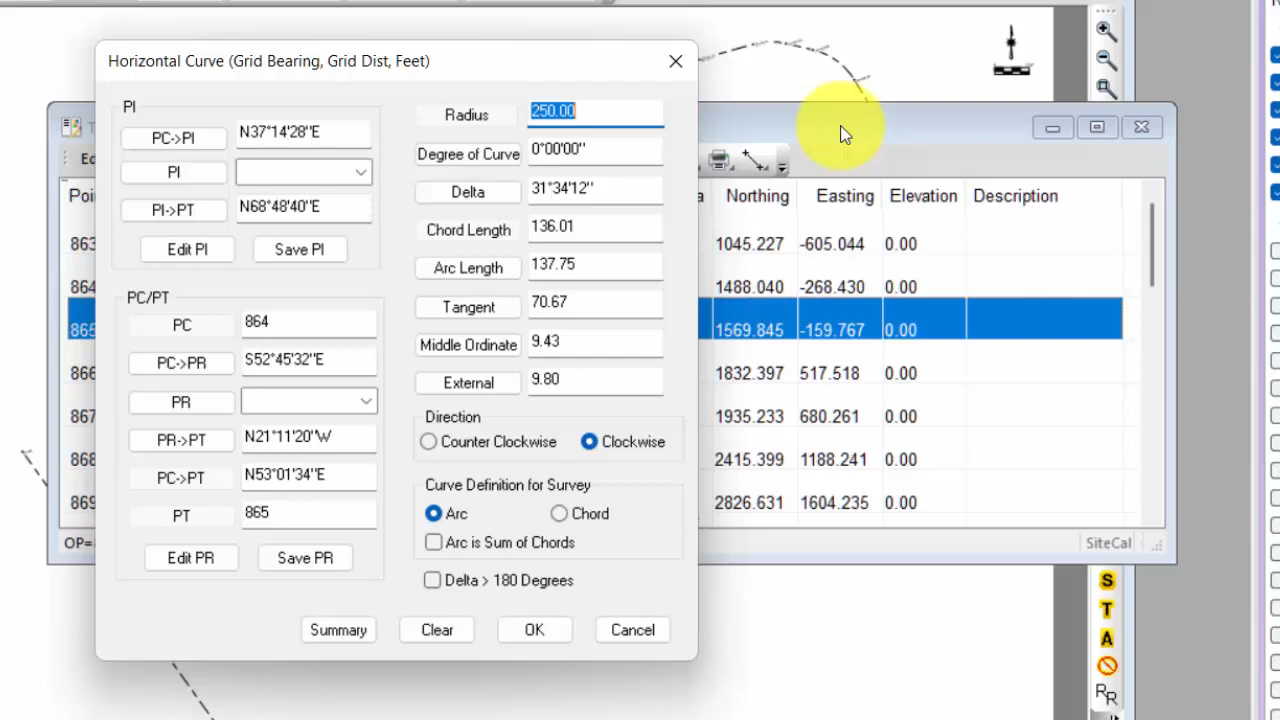 Horizontal Curve (Grid Bearing, Grid Dist, Feet)
PI
PC->PI N37°14'28"E
PI
PI->PT N68°48'40"E
Edit PI Save PI
PC/PT
PC 864
PC->PR S52°45'32"E
PR
PR->PT N21°11'20"W
PC->PT N53°01'34"E
PT 865
Edit PR Save PR
Radius 250.00
Degree of Curve 0°00'00"
Delta 31°34'12"
Chord Length 136.01
Arc Length 137.75
Tangent 70.67
Middle Ordinate 9.43
External 9.80
Direction
Counter Clockwise Clockwise
Curve Definition for Survey
Arc Chord
Arc is Sum of Chords
Delta > 180 Degrees
Summary Clear OK Cancel
Northing Easting Elevation Description
863 1045.227 -605.044 0.00
864 1488.040 -268.430 0.00
865 1569.845 -159.767 0.00
866 1832.397 517.518 0.00
867 1935.233 680.261 0.00
868 2415.399 1188.241 0.00
869 2826.631 1604.235 0.00
SiteCal
S
T
A
RR